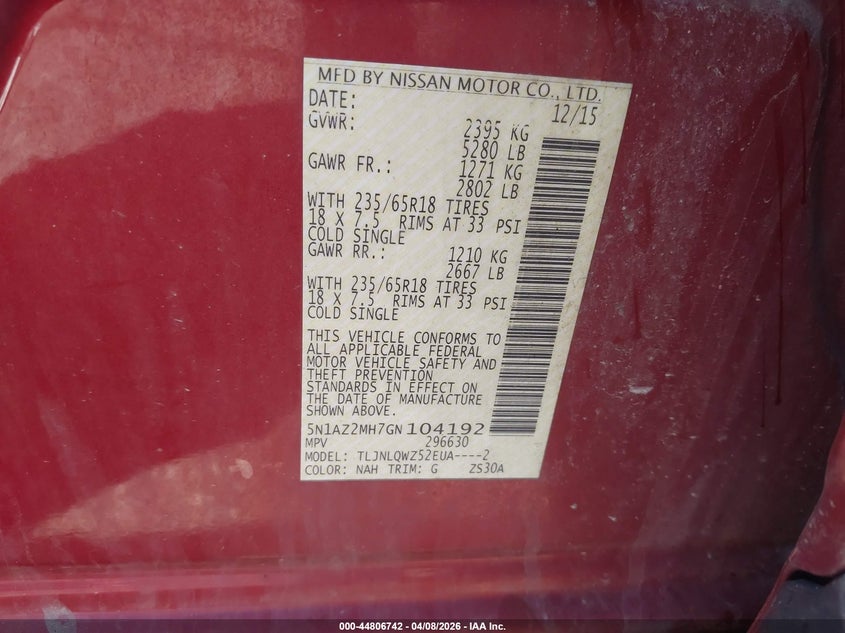 MFD BY NISSAN MOTOR CO., LTD.
DATE: 12/15
GVWR: 2395 KG
5280 LB
GAWR FR.: 1271 KG
2802 LB
WITH 235/65R18 TIRES
18 X 7.5 RIMS AT 33 PSI
COLD SINGLE
GAWR RR.: 1210 KG
2667 LB
WITH 235/65R18 TIRES
18 X 7.5 RIMS AT 33 PSI
COLD SINGLE
THIS VEHICLE CONFORMS TO
ALL APPLICABLE FEDERAL
MOTOR VEHICLE SAFETY AND
THEFT PREVENTION
STANDARDS IN EFFECT ON
THE DATE OF MANUFACTURE
SHOWN ABOVE.
5N1AZ2MH7GN104192
MPV 296630
MODEL: TLJNLQWZ52EUA----2
COLOR: NAH TRIM: G ZS30A
000-44806742 - 04/08/2026 - IAA Inc.